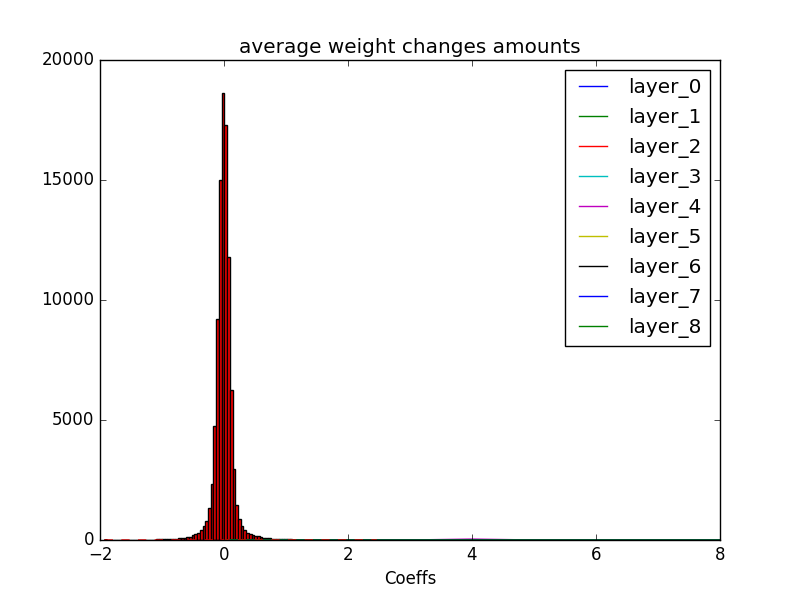 average weight changes amounts
20000
15000
10000
5000
0
−2
0
2
4
6
8
Coeffs
layer_0
layer_1
layer_2
layer_3
layer_4
layer_5
layer_6
layer_7
layer_8